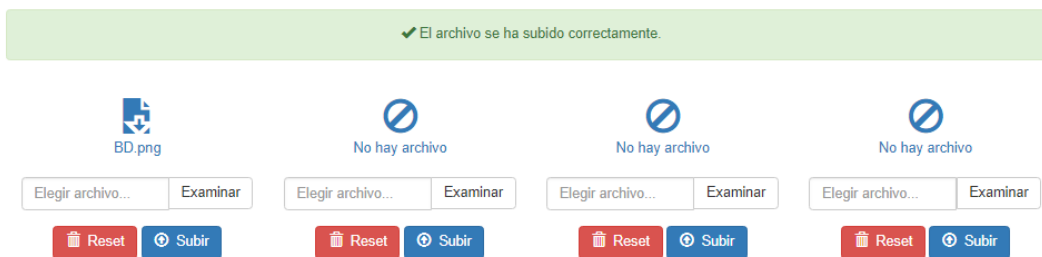 El archivo se ha subido correctamente.
BD.png No hay archivo No hay archivo No hay archivo
Elegir archivo... Examinar Elegir archivo... Examinar Elegir archivo... Examinar Elegir archivo... Examinar
Reset Subir Reset Subir Reset Subir Reset Subir